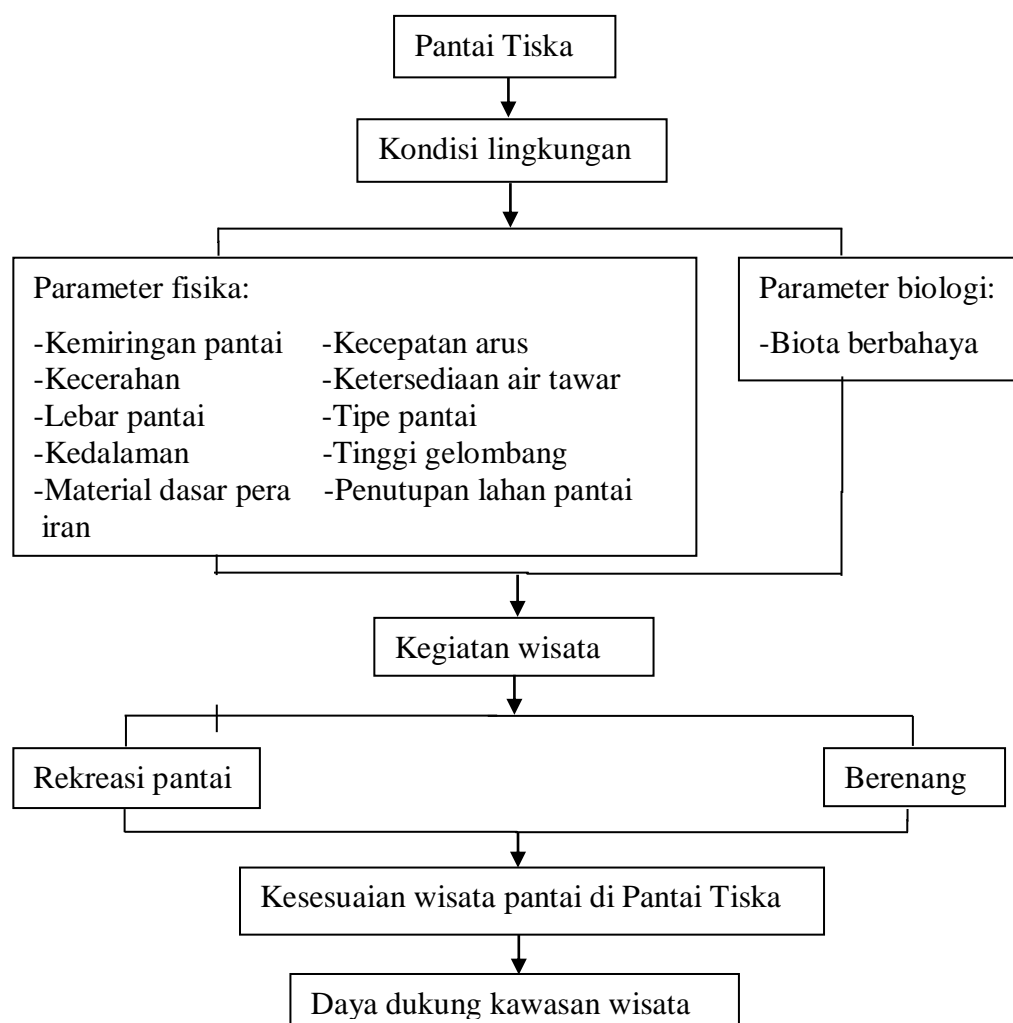 Pantai Tiska
Kondisi lingkungan
Parameter fisika:
-Kemiringan pantai
-Kecerahan
-Lebar pantai
-Kedalaman
-Material dasar pera
iran
-Kecepatan arus
-Ketersediaan air tawar
-Tipe pantai
-Tinggi gelombang
-Penutupan lahan pantai
Parameter biologi:
-Biota berbahaya
Kegiatan wisata
Rekreasi pantai
Berenang
Kesesuaian wisata pantai di Pantai Tiska
Daya dukung kawasan wisata